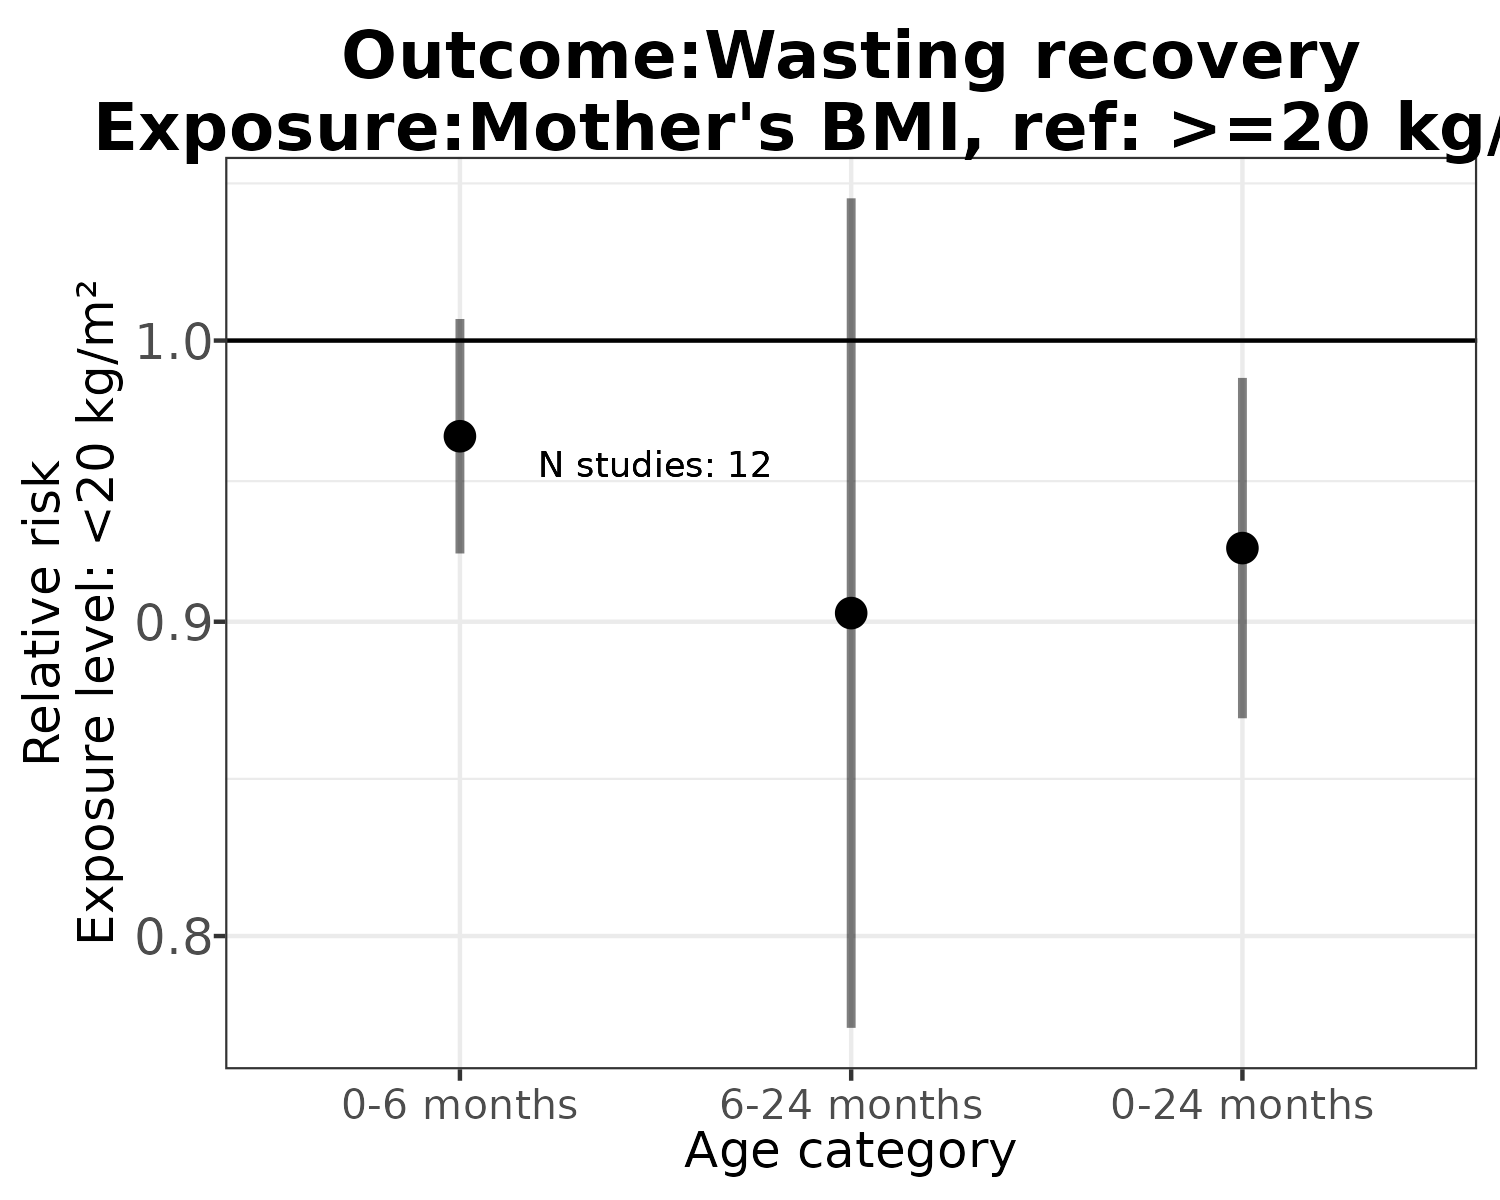 Outcome:Wasting recovery
Exposure:Mother's BMI, ref: >=20 kg/
Relative risk
Exposure level: <20 kg/m²
1.0
0.9
0.8
N studies: 12
0-6 months
6-24 months
0-24 months
Age category